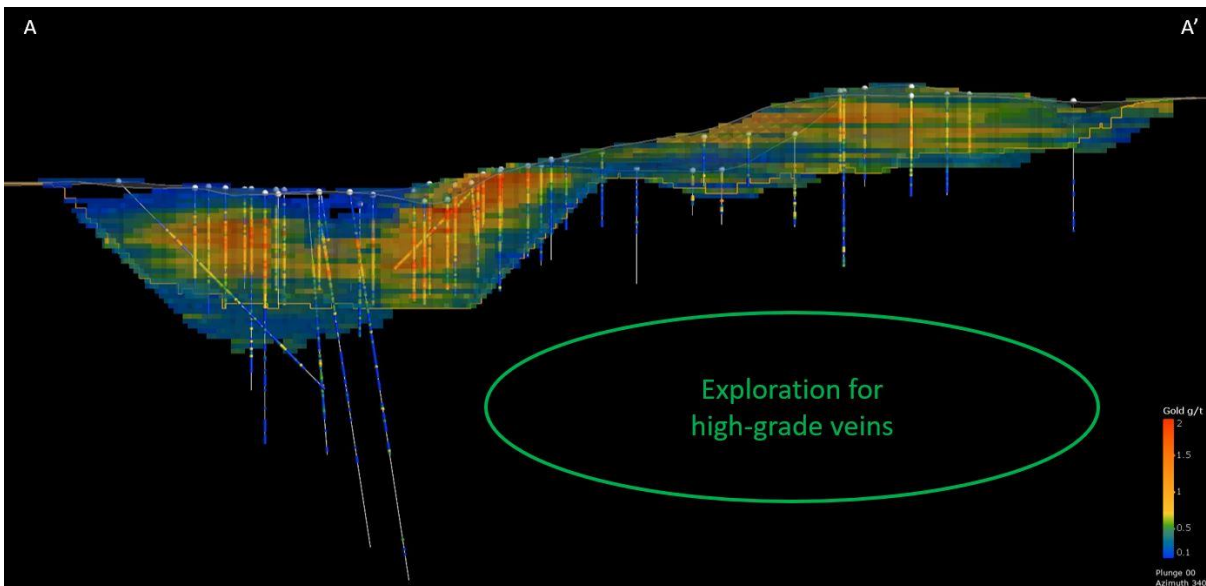 A
A'
Exploration for
high-grade veins
Gold g/t
2
1.5
1
0.5
0.1
Plunge 00
Azimuth 340